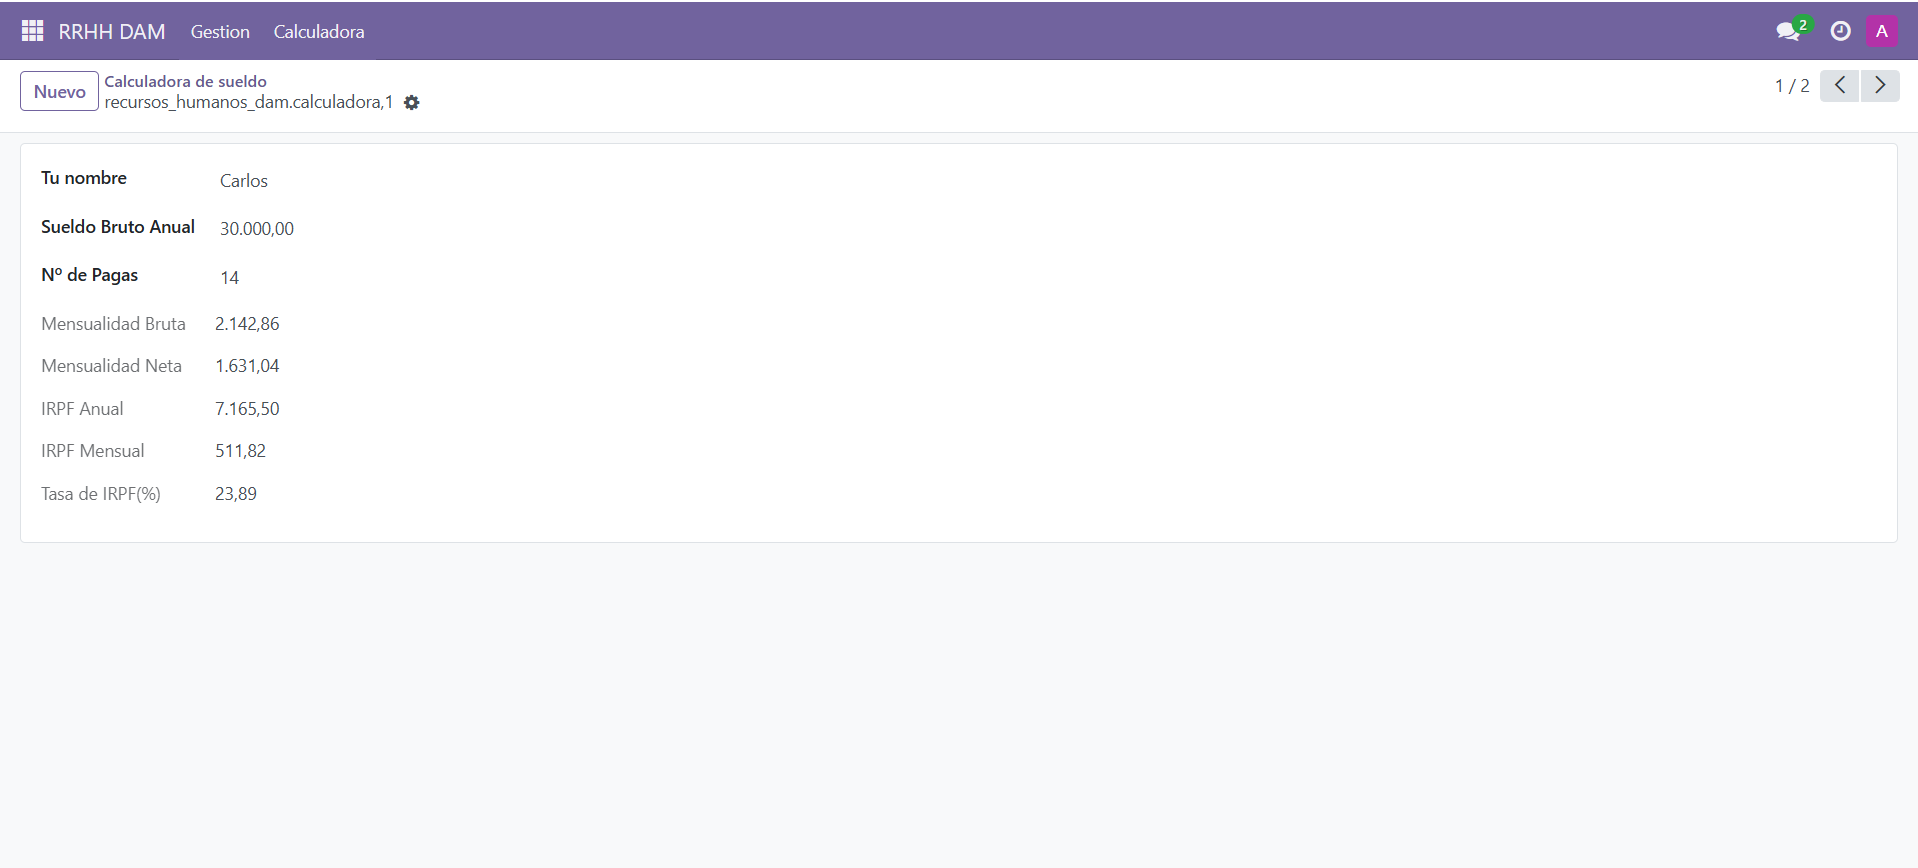 RRHH DAM Gestion Calculadora 2 A
Nuevo Calculadora de sueldo
recursos_humanos_dam.calculadora,1 1 / 2
Tu nombre Carlos
Sueldo Bruto Anual 30.000,00
Nº de Pagas 14
Mensualidad Bruta 2.142,86
Mensualidad Neta 1.631,04
IRPF Anual 7.165,50
IRPF Mensual 511,82
Tasa de IRPF(%) 23,89